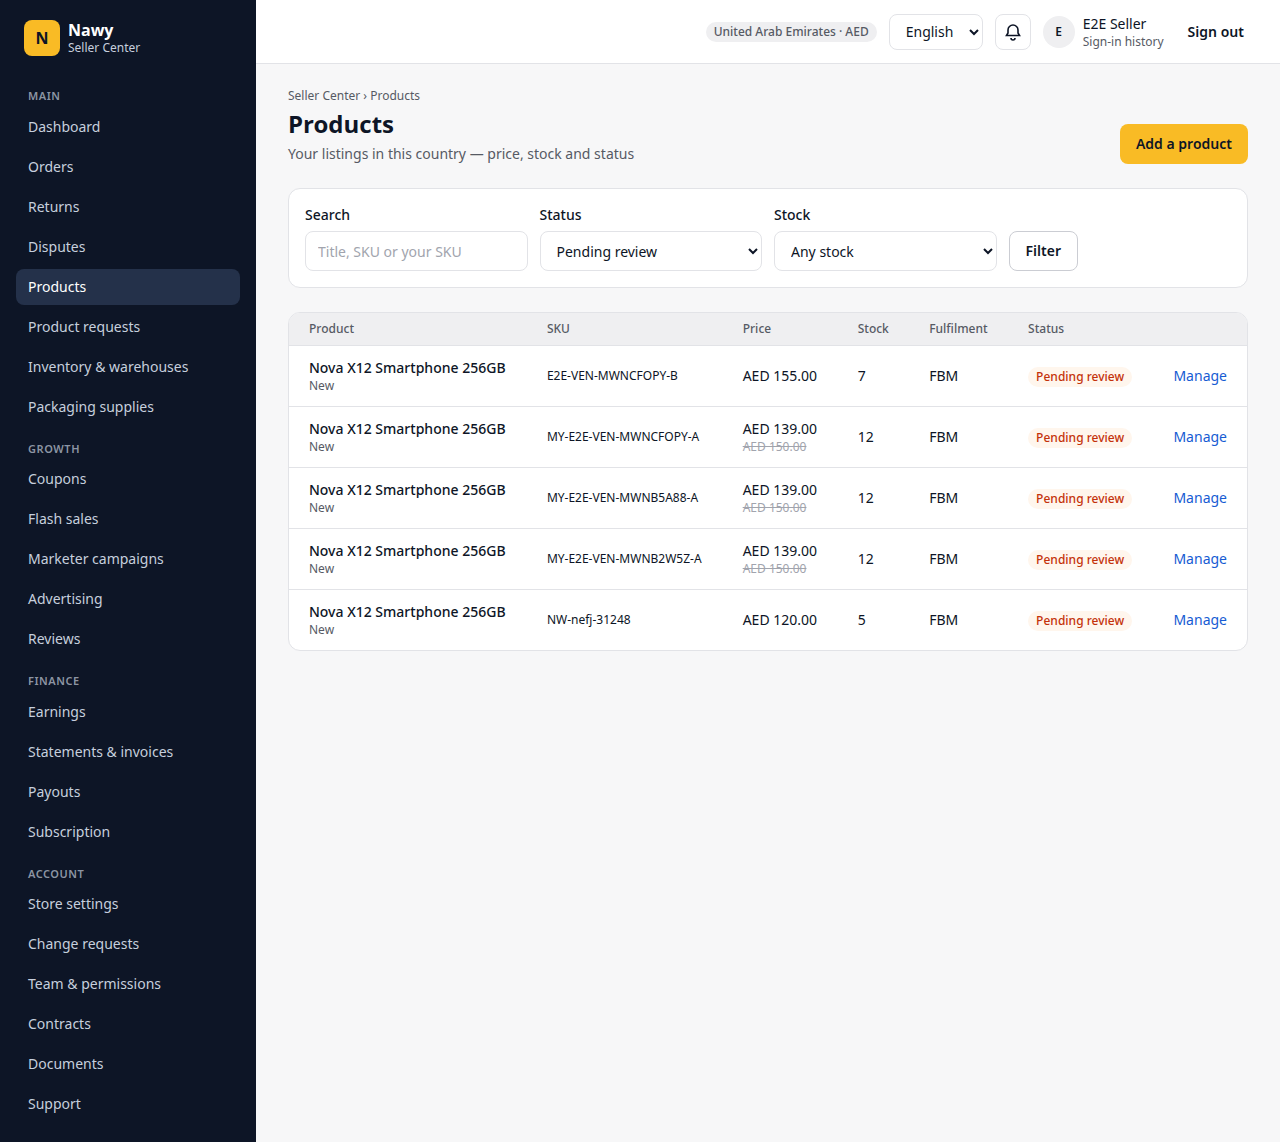 N
Nawy
Seller Center
MAIN
Dashboard
Orders
Returns
Disputes
Products
Product requests
Inventory & warehouses
Packaging supplies
GROWTH
Coupons
Flash sales
Marketer campaigns
Advertising
Reviews
FINANCE
Earnings
Statements & invoices
Payouts
Subscription
ACCOUNT
Store settings
Change requests
Team & permissions
Contracts
Documents
Support
United Arab Emirates · AED
English
E
E2E Seller
Sign-in history
Sign out
Seller Center › Products
Products
Your listings in this country — price, stock and status
Add a product
Search Status Stock
Title, SKU or your SKU Pending review Any stock Filter
Product SKU Price Stock Fulfilment Status
Nova X12 Smartphone 256GB E2E-VEN-MWNCFOPY-B AED 155.00 7 FBM Pending review Manage
New
Nova X12 Smartphone 256GB MY-E2E-VEN-MWNCFOPY-A AED 139.00 12 FBM Pending review Manage
New AED 150.00
Nova X12 Smartphone 256GB MY-E2E-VEN-MWNB5A88-A AED 139.00 12 FBM Pending review Manage
New AED 150.00
Nova X12 Smartphone 256GB MY-E2E-VEN-MWNB2W5Z-A AED 139.00 12 FBM Pending review Manage
New AED 150.00
Nova X12 Smartphone 256GB NW-nefj-31248 AED 120.00 5 FBM Pending review Manage
New